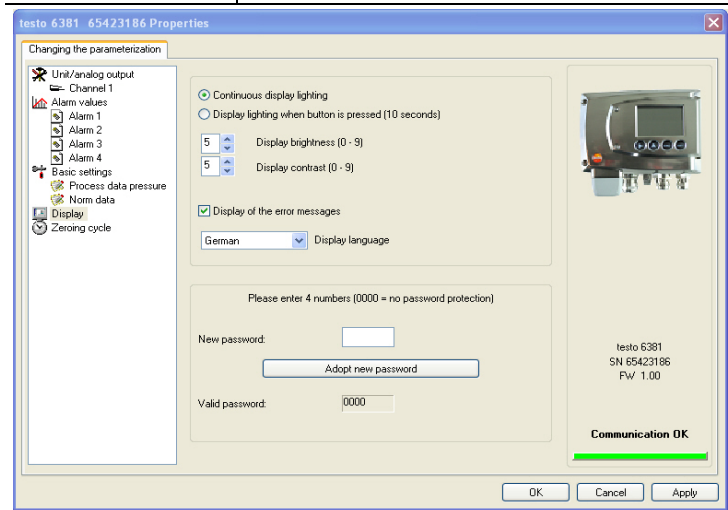 testo 6381 65423186 Properties
Changing the parameterization
Unit/analog output
Channel 1
Alarm values
Alarm 1
Alarm 2
Alarm 3
Alarm 4
Basic settings
Process data pressure
Norm data
Display
Zeroing cycle
Continuous display lighting
Display lighting when button is pressed (10 seconds)
5 Display brightness (0 - 9)
5 Display contrast (0 - 9)
Display of the error messages
German Display language
Please enter 4 numbers (0000 = no password protection)
New password:
Adopt new password
Valid password: 0000
testo 6381
SN 65423186
FW 1.00
Communication OK
OK Cancel Apply